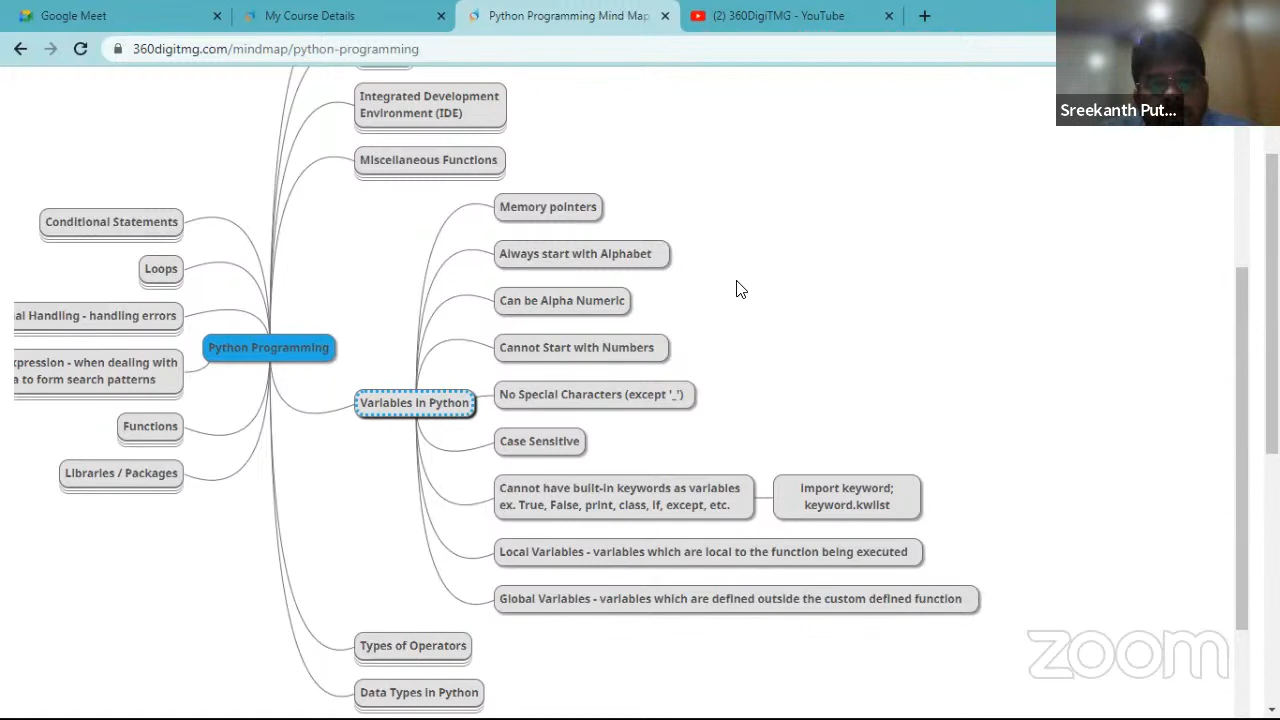 Google Meet
My Course Details
Python Programming Mind Map
(2) 360DigiTMG - YouTube
360digitmg.com/mindmap/python-programming
Sreekanth Put...
Integrated Development
Environment (IDE)
Miscellaneous Functions
Conditional Statements
Loops
al Handling - handling errors
xpression - when dealing with
a to form search patterns
Functions
Libraries / Packages
Python Programming
Variables in Python
Memory pointers
Always start with Alphabet
Can be Alpha Numeric
Cannot Start with Numbers
No Special Characters (except '_')
Case Sensitive
Cannot have built-in keywords as variables
ex. True, False, print, class, if, except, etc.
import keyword;
keyword.kwlist
Local Variables - variables which are local to the function being executed
Global Variables - variables which are defined outside the custom defined function
Types of Operators
Data Types in Python
zoom